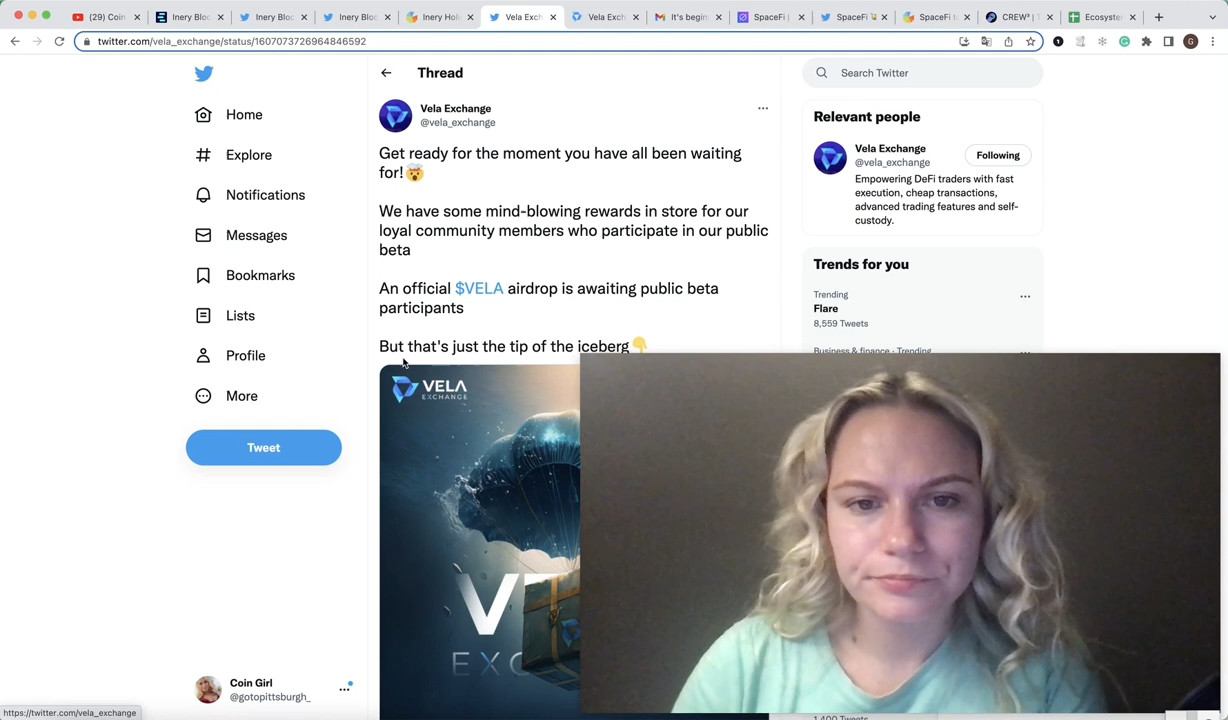 (29) Coin
Inery Bloc
Inery Bloc
Inery Bloc
Inery Hol
Vela Exch
Vela Exch
It's begin
SpaceFi
SpaceFi
SpaceFi t
CREW³ | T
Ecosyste
twitter.com/vela_exchange/status/1607073726964846592
G
Home
Explore
Notifications
Messages
Bookmarks
Lists
Profile
More
Tweet
Coin Girl
@gotopittsburgh_
https://twitter.com/vela_exchange
Thread
Vela Exchange
@vela_exchange
Get ready for the moment you have all been waiting
for!🤯
We have some mind-blowing rewards in store for our
loyal community members who participate in our public
beta
An official $VELA airdrop is awaiting public beta
participants
But that's just the tip of the iceberg👇
VELA
EXCHANGE
Search Twitter
Relevant people
Vela Exchange
@vela_exchange
Following
Empowering DeFi traders with fast
execution, cheap transactions,
advanced trading features and self-
custody.
Trends for you
Trending
Flare
8,559 Tweets
Business & finance · Trending
1,400 Tweets